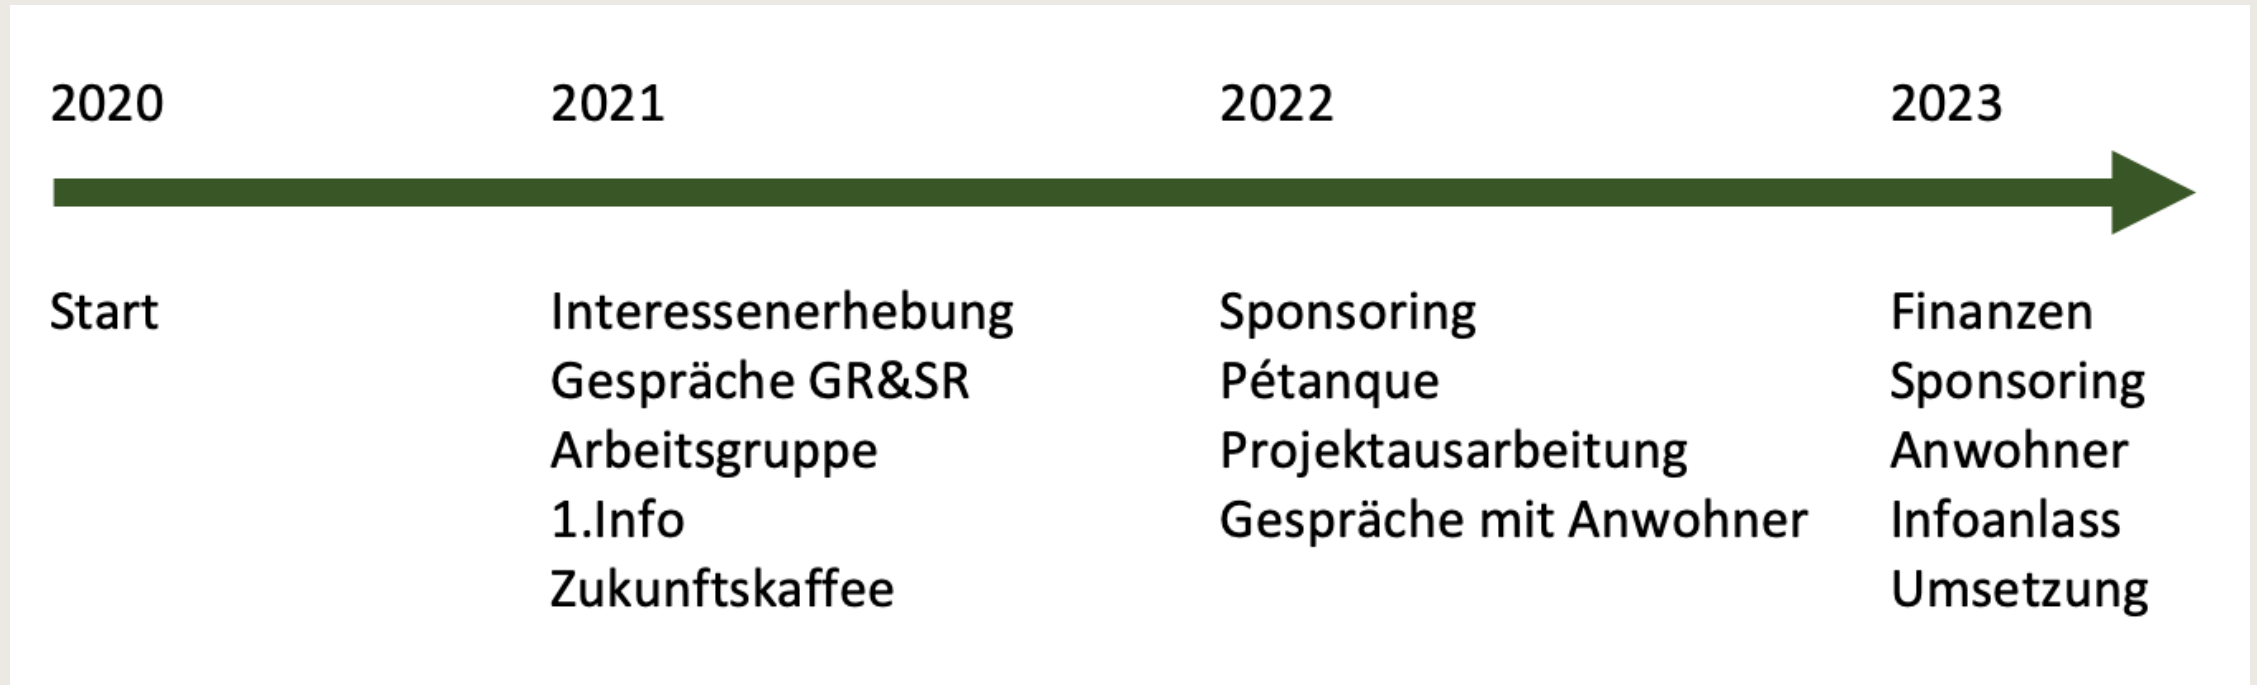 2020
2021
2022
2023
Start
Interessenerhebung
Gespräche GR&SR
Arbeitsgruppe
1.Info
Zukunftskaffee
Sponsoring
Pétanque
Projektausarbeitung
Gespräche mit Anwohner
Finanzen
Sponsoring
Anwohner
Infoanlass
Umsetzung